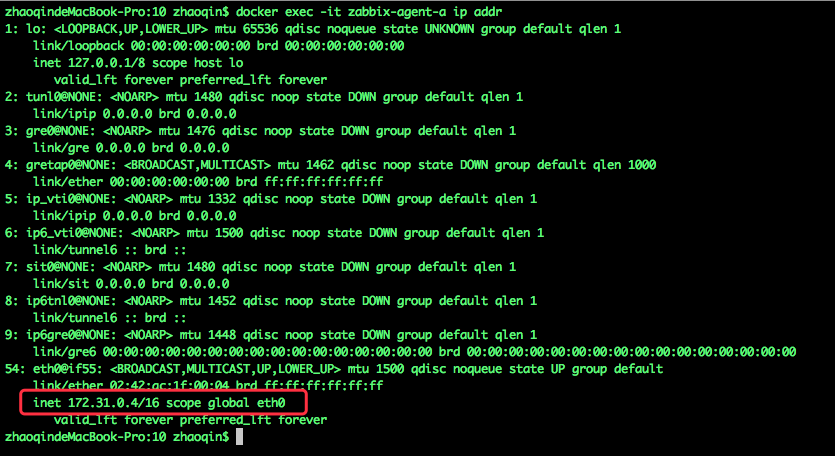 zhaoqindeMacBook-Pro:10 zhaoqin$ docker exec -it zabbix-agent-a ip addr
1: lo: <LOOPBACK,UP,LOWER_UP> mtu 65536 qdisc noqueue state UNKNOWN group default qlen 1
link/loopback 00:00:00:00:00:00 brd 00:00:00:00:00:00
inet 127.0.0.1/8 scope host lo
valid_lft forever preferred_lft forever
2: tunl0@NONE: <NOARP> mtu 1480 qdisc noop state DOWN group default qlen 1
link/ipip 0.0.0.0 brd 0.0.0.0
3: gre0@NONE: <NOARP> mtu 1476 qdisc noop state DOWN group default qlen 1
link/gre 0.0.0.0 brd 0.0.0.0
4: gretap0@NONE: <BROADCAST,MULTICAST> mtu 1462 qdisc noop state DOWN group default qlen 1000
link/ether 00:00:00:00:00:00 brd ff:ff:ff:ff:ff:ff
5: ip_vti0@NONE: <NOARP> mtu 1332 qdisc noop state DOWN group default qlen 1
link/ipip 0.0.0.0 brd 0.0.0.0
6: ip6_vti0@NONE: <NOARP> mtu 1500 qdisc noop state DOWN group default qlen 1
link/tunnel6 :: brd ::
7: sit0@NONE: <NOARP> mtu 1480 qdisc noop state DOWN group default qlen 1
link/sit 0.0.0.0 brd 0.0.0.0
8: ip6tnl0@NONE: <NOARP> mtu 1452 qdisc noop state DOWN group default qlen 1
link/tunnel6 :: brd ::
9: ip6gre0@NONE: <NOARP> mtu 1448 qdisc noop state DOWN group default qlen 1
link/gre6 00:00:00:00:00:00:00:00:00:00:00:00:00:00:00:00 brd 00:00:00:00:00:00:00:00:00:00:00:00:00:00:00:00
54: eth0@if55: <BROADCAST,MULTICAST,UP,LOWER_UP> mtu 1500 qdisc noqueue state UP group default
link/ether 02:42:ac:1f:00:04 brd ff:ff:ff:ff:ff:ff
inet 172.31.0.4/16 scope global eth0
valid_lft forever preferred_lft forever
zhaoqindeMacBook-Pro:10 zhaoqin$